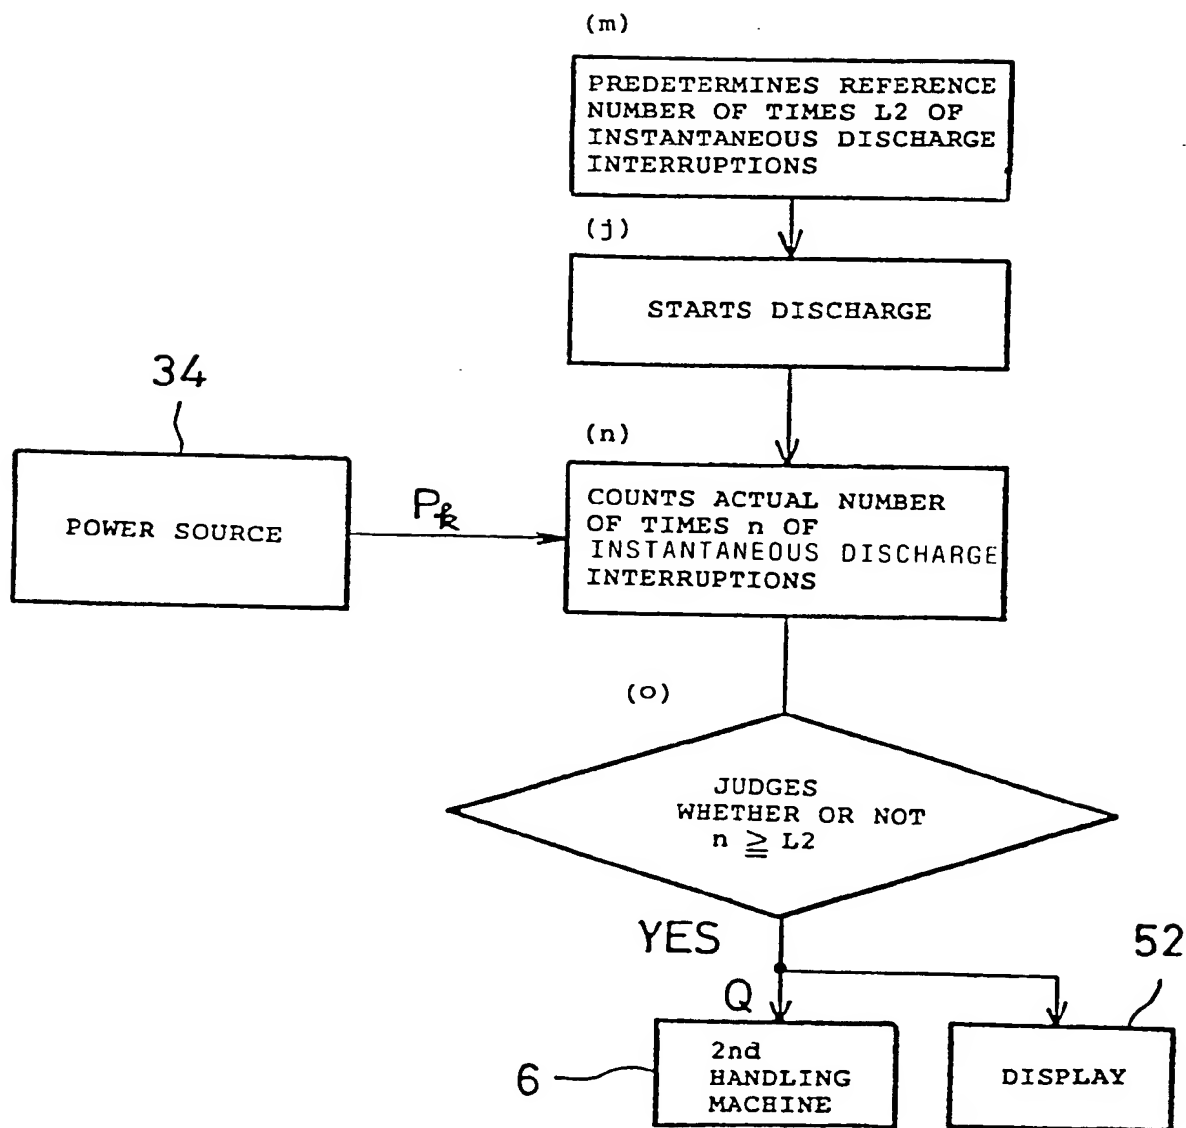 (m)
PREDETERMINES REFERENCE
NUMBER OF TIMES L2 OF
INSTANTANEOUS DISCHARGE
INTERRUPTIONS
(j)
STARTS DISCHARGE
34
(n)
POWER SOURCE
Pk
COUNTS ACTUAL NUMBER
OF TIMES n OF
INSTANTANEOUS DISCHARGE
INTERRUPTIONS
(o)
JUDGES
WHETHER OR NOT
n ≧ L2
YES
52
Q
6
2nd
HANDLING
MACHINE
DISPLAY